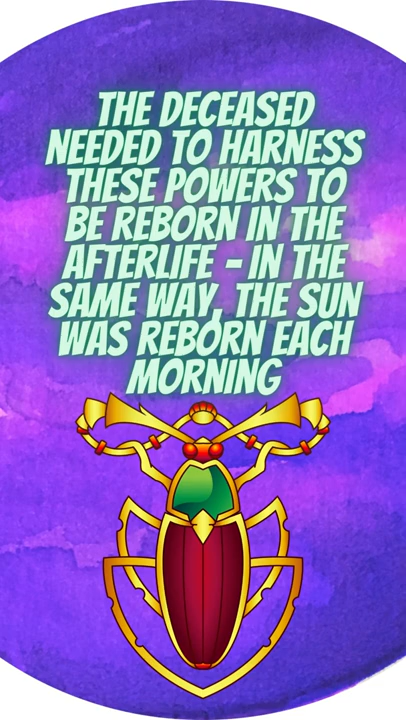 THE DECEASED
NEEDED TO HARNESS
THESE POWERS TO
BE REBORN IN THE
AFTERLIFE - IN THE
SAME WAY, THE SUN
WAS REBORN EACH
MORNING